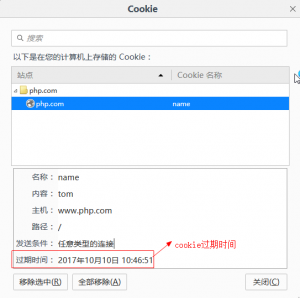 Cookie
搜索
以下是在您的计算机上存储的 Cookie：
站点 Cookie 名称
php.com
php.com name
名称： name
内容： tom
主机： www.php.com
路径： /
发送条件： 任意类型的连接
cookie过期时间
过期时间： 2017年10月10日 10:46:51
移除选中(R) 全部移除(A) 关闭(C)